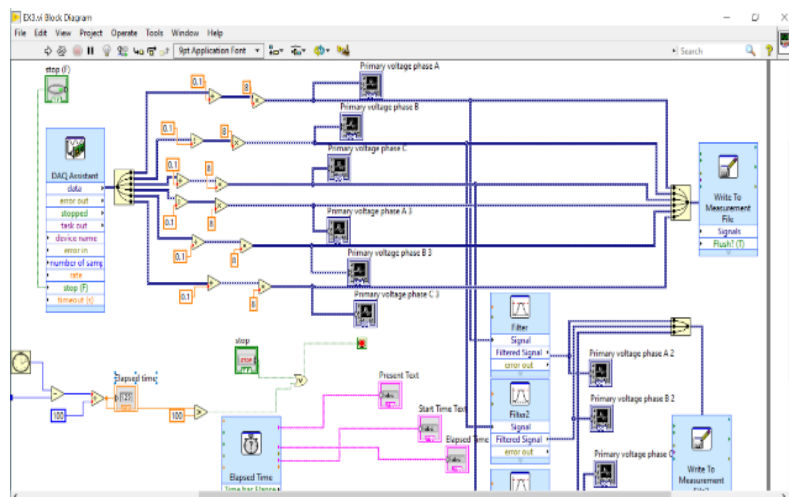 EX3.vi Block Diagram
File Edit View Project Operate Tools Window Help
9pt Application Font
Search
stop (F)
Primary voltage phase A
0.1
8
Primary voltage phase B
0.1
8
Primary voltage phase C
0.1
8
DAQ Assistant
data
error out
stopped
task out
device name
error in
number of samp
rate
stop (F)
timeout (s)
Write To
Measurement
File
Signals
Flush? (T)
0.1
8
Primary voltage phase A 3
0.1
8
Primary voltage phase B 3
0.1
8
Primary voltage phase C 3
Filter
Signal
Filtered Signal
error out
Primary voltage phase A 2
stop
STOP
Elapsed time
123
100
100
Present Text
abc
Start Time Text
abc
Elapsed Time
abc
Filter2
Signal
Filtered Signal
error out
Primary voltage phase B 2
Primary voltage phase
Write To
Measurement
Elapsed Time